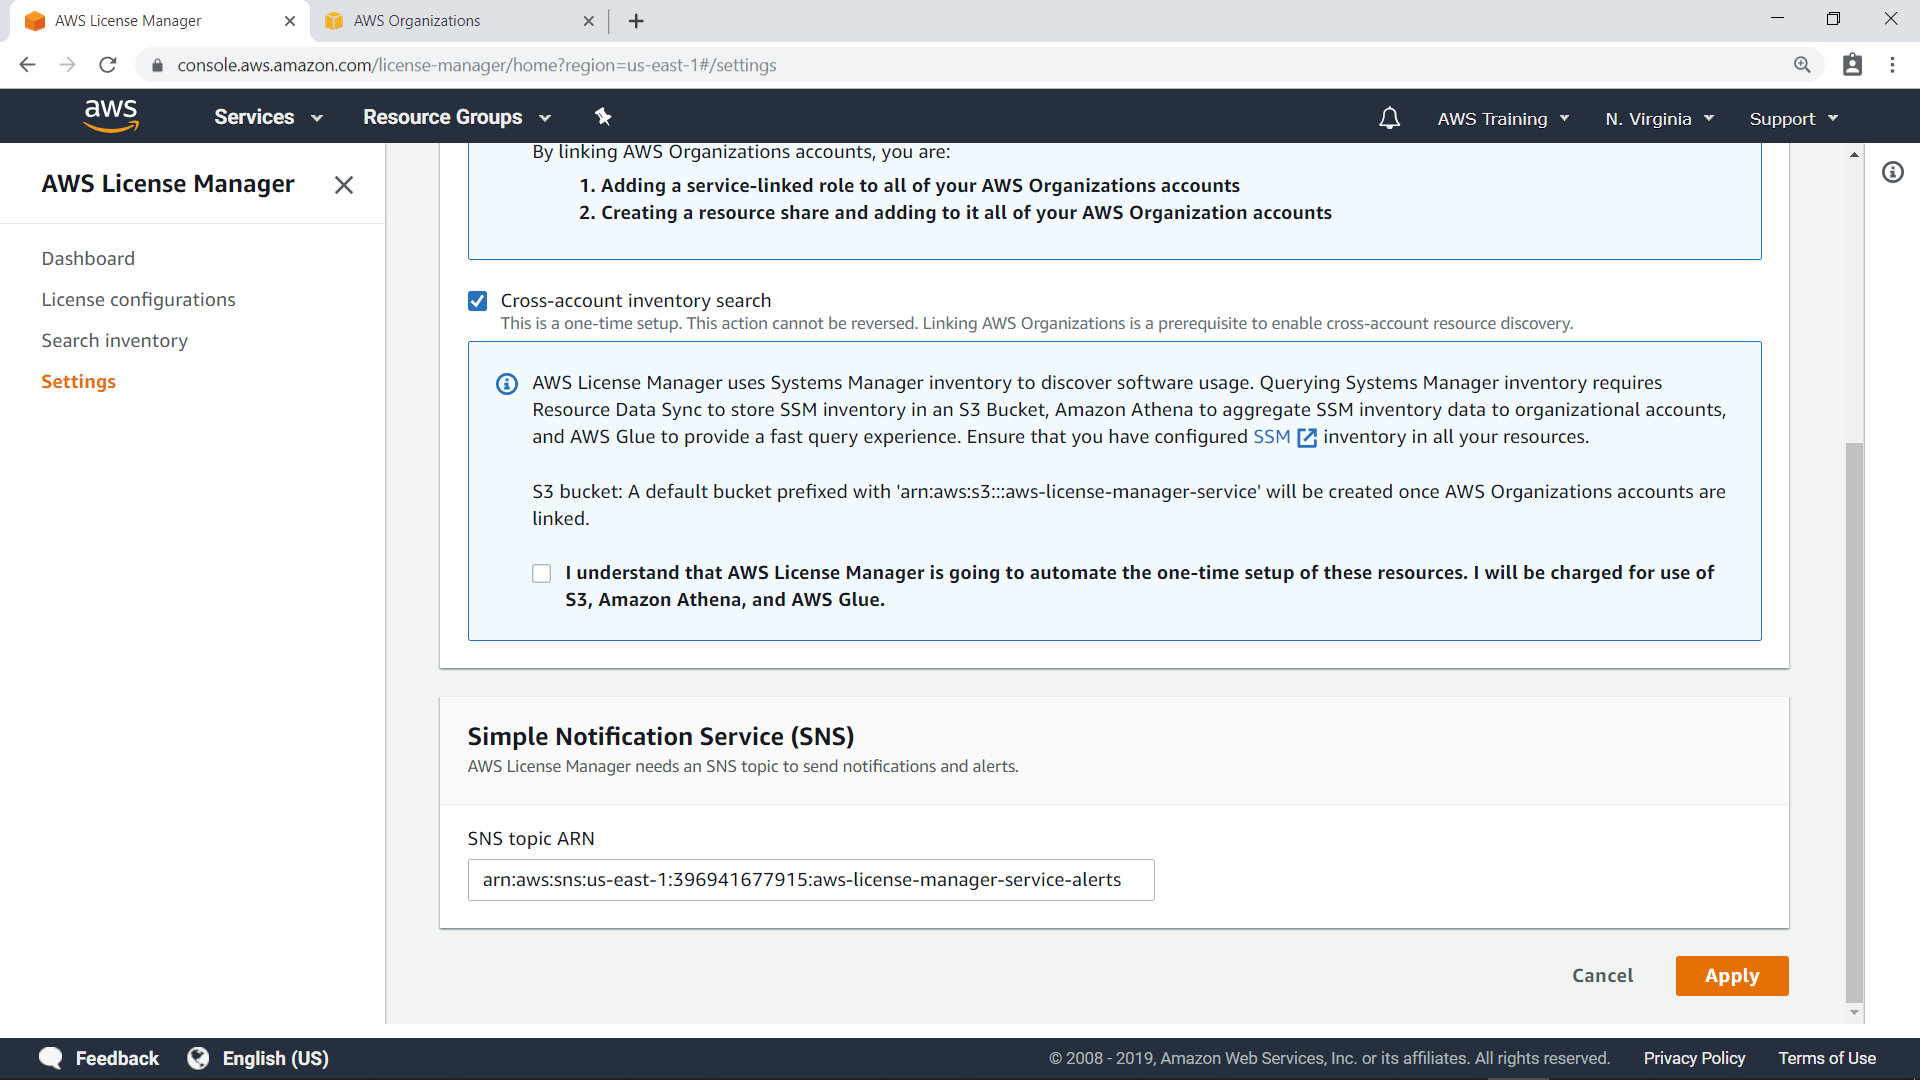 AWS License Manager
AWS Organizations
console.aws.amazon.com/license-manager/home?region=us-east-1#/settings
aws
Services
Resource Groups
AWS Training
N. Virginia
Support
AWS License Manager
Dashboard
License configurations
Search inventory
Settings
By linking AWS Organizations accounts, you are:
1. Adding a service-linked role to all of your AWS Organizations accounts
2. Creating a resource share and adding to it all of your AWS Organization accounts
Cross-account inventory search
This is a one-time setup. This action cannot be reversed. Linking AWS Organizations is a prerequisite to enable cross-account resource discovery.
AWS License Manager uses Systems Manager inventory to discover software usage. Querying Systems Manager inventory requires
Resource Data Sync to store SSM inventory in an S3 Bucket, Amazon Athena to aggregate SSM inventory data to organizational accounts,
and AWS Glue to provide a fast query experience. Ensure that you have configured SSM inventory in all your resources.
S3 bucket: A default bucket prefixed with 'arn:aws:s3:::aws-license-manager-service' will be created once AWS Organizations accounts are
linked.
I understand that AWS License Manager is going to automate the one-time setup of these resources. I will be charged for use of
S3, Amazon Athena, and AWS Glue.
Simple Notification Service (SNS)
AWS License Manager needs an SNS topic to send notifications and alerts.
SNS topic ARN
arn:aws:sns:us-east-1:396941677915:aws-license-manager-service-alerts
Cancel
Apply
Feedback
English (US)
© 2008 - 2019, Amazon Web Services, Inc. or its affiliates. All rights reserved.
Privacy Policy
Terms of Use